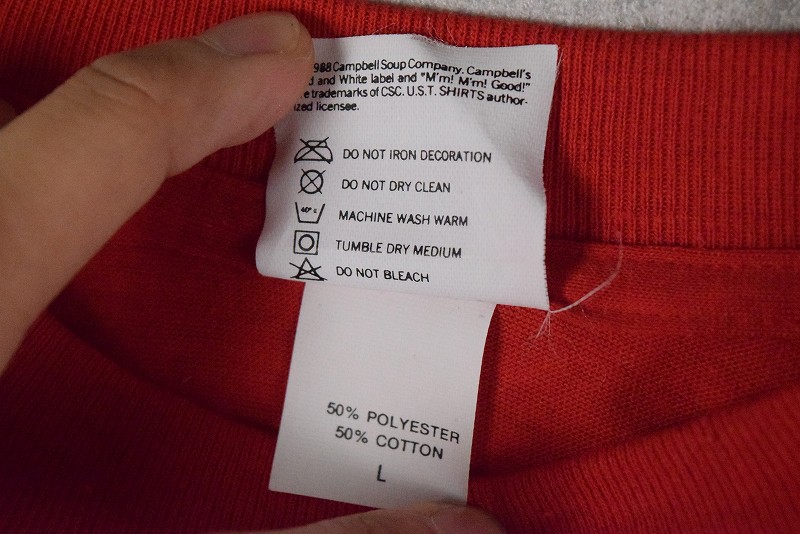 988 Campbell Soup Company. Campbell's
d and White label and "M'm! M'm! Good!"
e trademarks of CSC. U.S.T. SHIRTS author-
zed licensee.
DO NOT IRON DECORATION
DO NOT DRY CLEAN
40° c MACHINE WASH WARM
TUMBLE DRY MEDIUM
DO NOT BLEACH
50% POLYESTER
50% COTTON
L